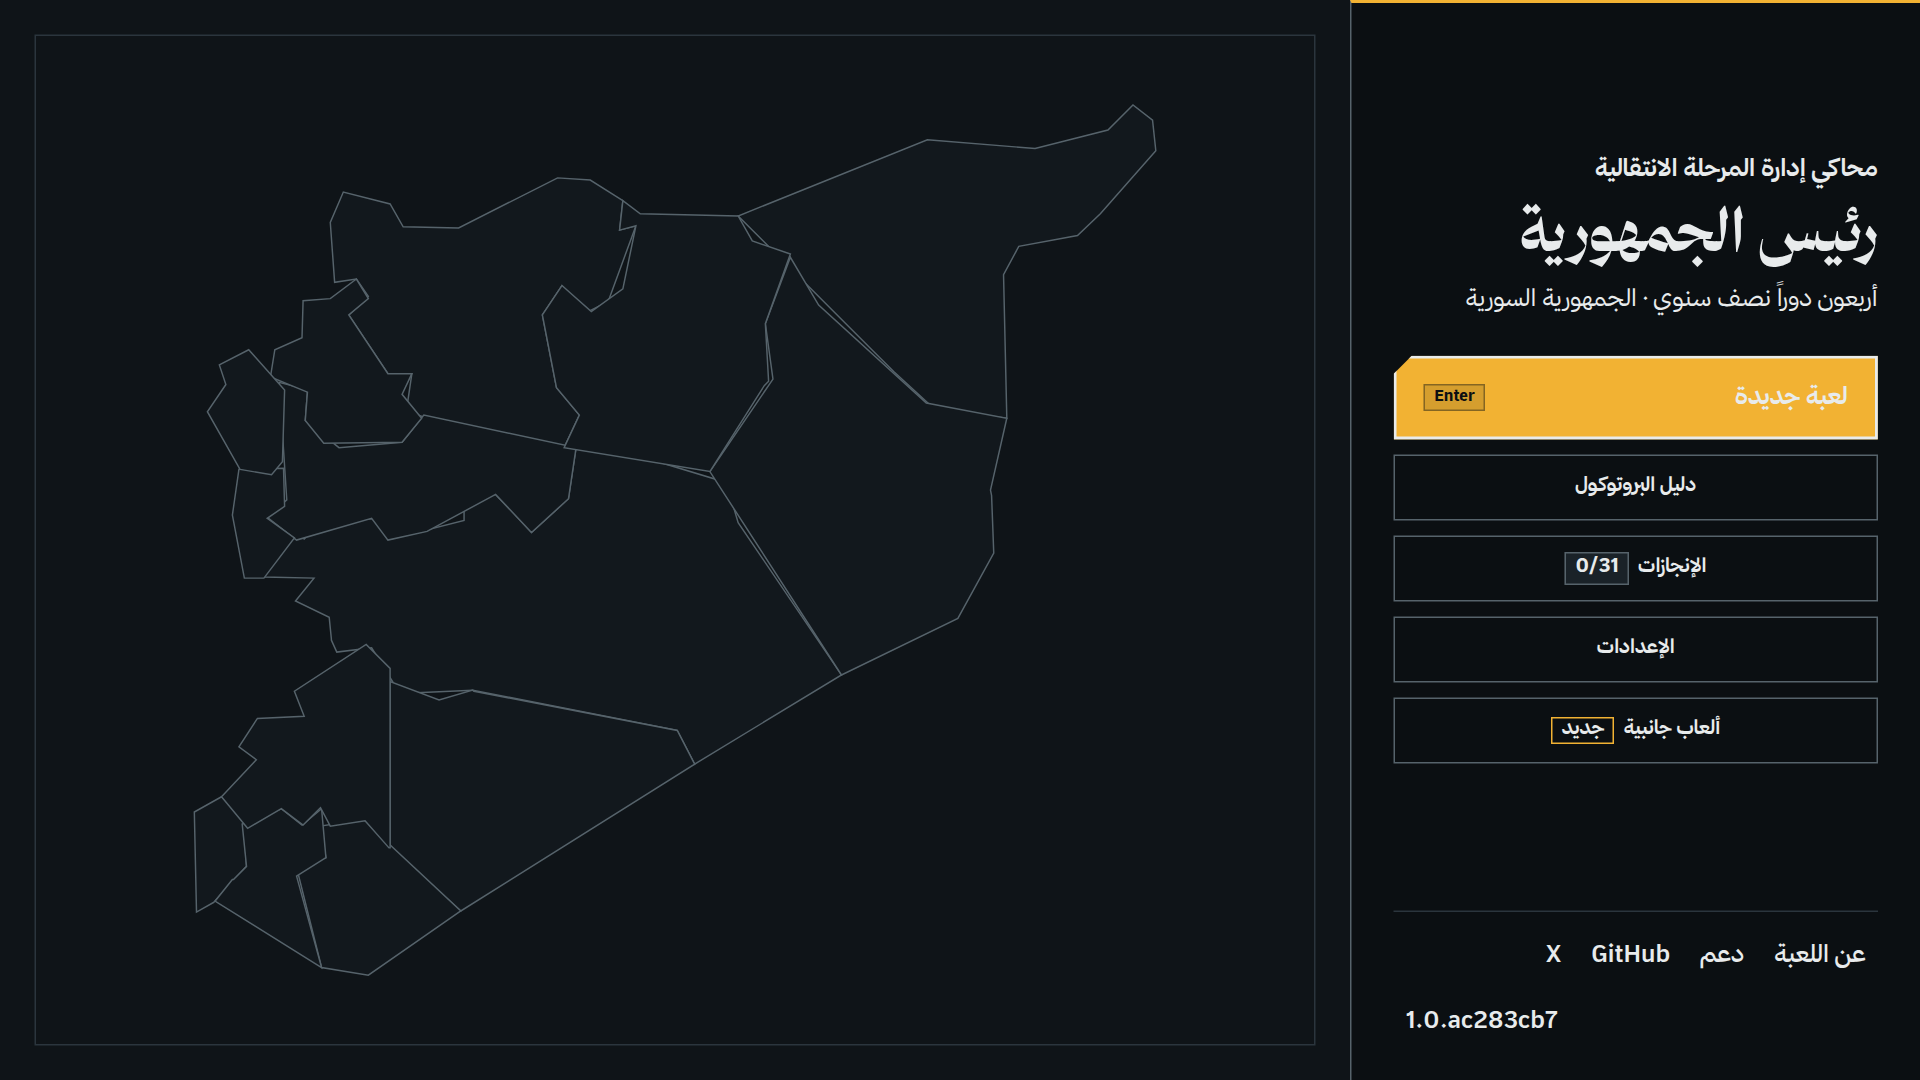 محاكي إدارة المرحلة الانتقالية
رئيس الجمهورية
أربعون دوراً نصف سنوي · الجمهورية السورية
لعبة جديدة Enter
دليل البروتوكول
الإنجازات 0/31
الإعدادات
ألعاب جانبية جديد
عن اللعبة دعم GitHub X
1.0.ac283cb7